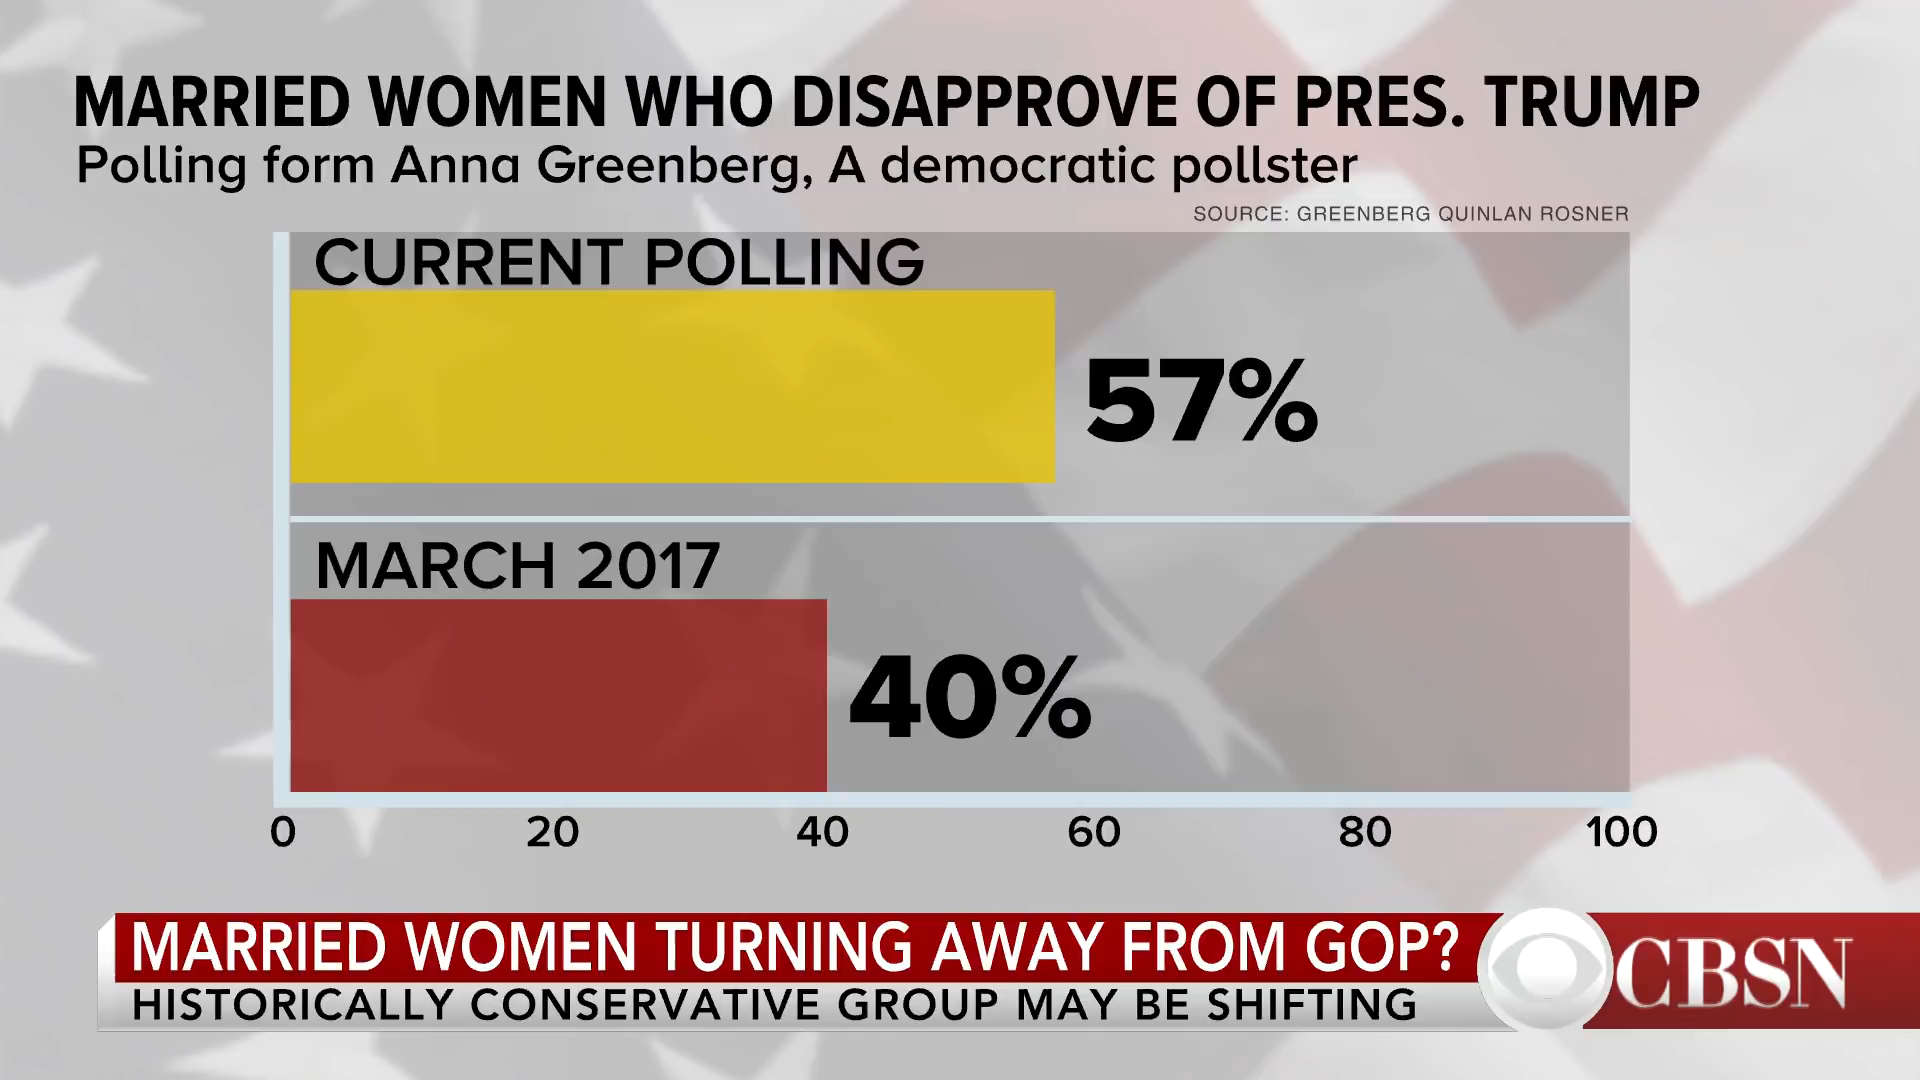 MARRIED WOMEN WHO DISAPPROVE OF PRES. TRUMP
Polling form Anna Greenberg, A democratic pollster
SOURCE: GREENBERG QUINLAN ROSNER
CURRENT POLLING
57%
MARCH 2017
40%
0 20 40 60 80 100
MARRIED WOMEN TURNING AWAY FROM GOP?
HISTORICALLY CONSERVATIVE GROUP MAY BE SHIFTING
CBSN